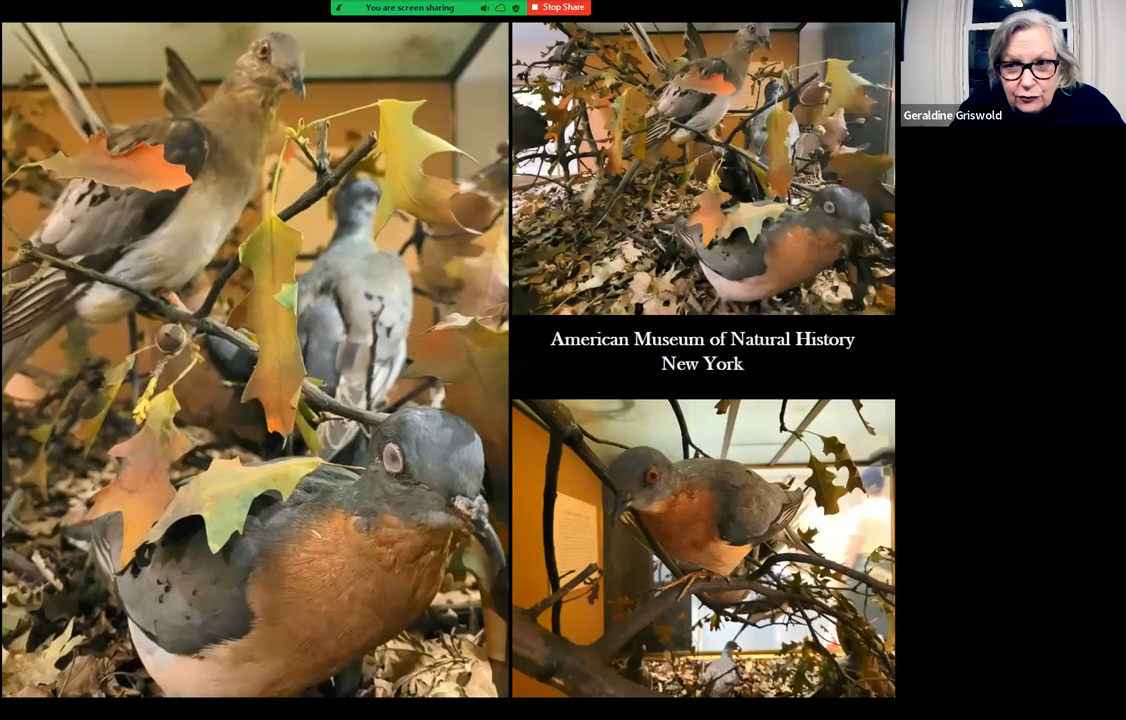 You are screen sharing
Stop Share
Geraldine Griswold
American Museum of Natural History
New York